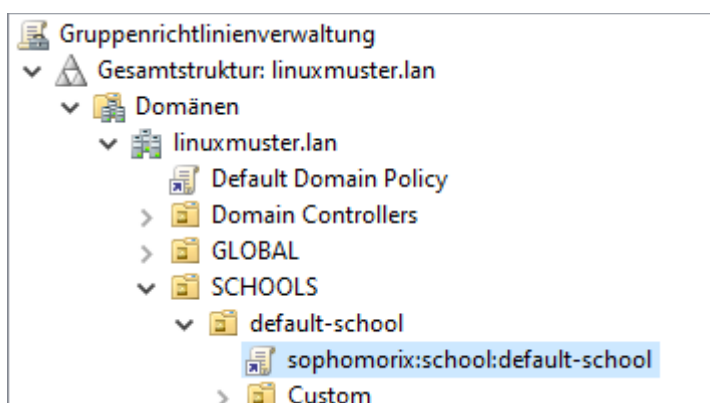 Gruppenrichtlinienverwaltung
Gesamtstruktur: linuxmuster.lan
Domänen
linuxmuster.lan
Default Domain Policy
Domain Controllers
GLOBAL
SCHOOLS
default-school
sophomorix:school:default-school
Custom